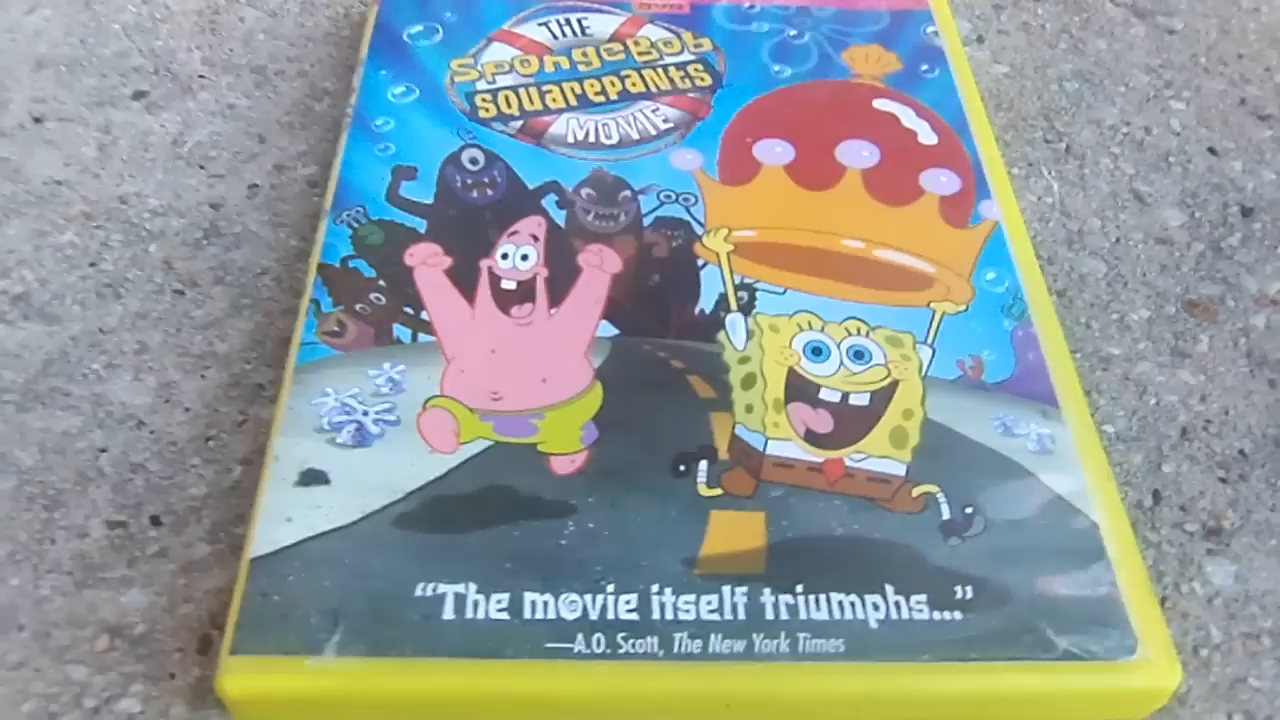 THE
SPONGEBOB
SQUAREPANTS
MOVIE
“The movie itself triumphs...”
—A.O. Scott, The New York Times